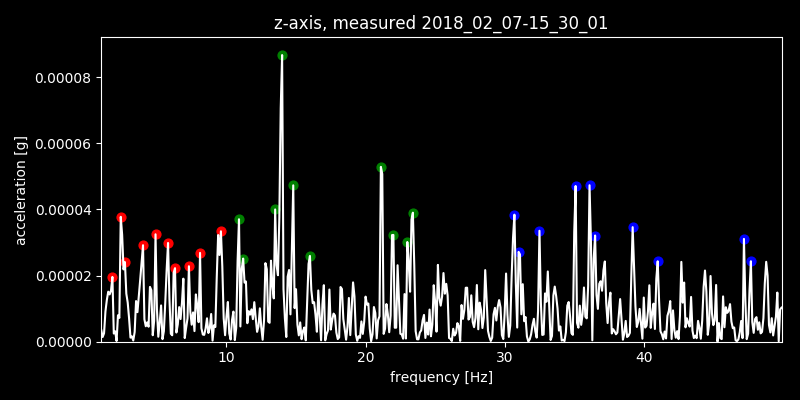 z-axis, measured 2018_02_07-15_30_01
0.00008
0.00006
0.00004
0.00002
0.00000
acceleration [g]
10 20 30 40
frequency [Hz]